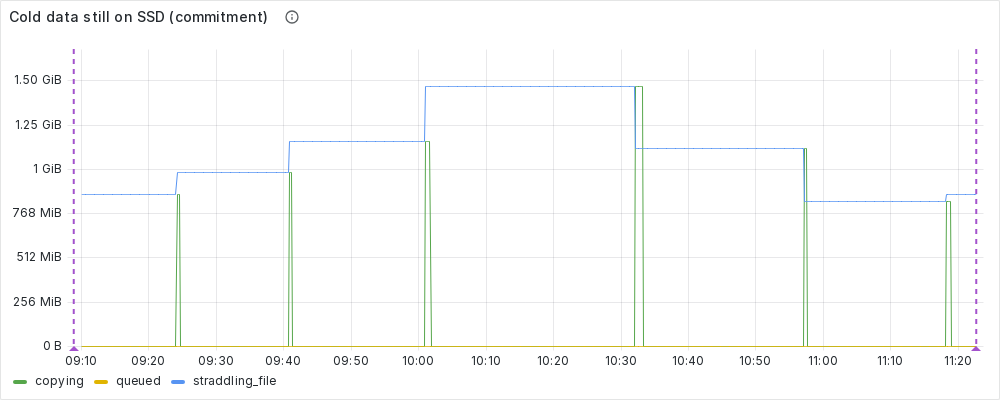 Cold data still on SSD (commitment)
1.50 GiB
1.25 GiB
1 GiB
768 MiB
512 MiB
256 MiB
0 B
09:10 09:20 09:30 09:40 09:50 10:00 10:10 10:20 10:30 10:40 10:50 11:00 11:10 11:20
copying queued straddling_file